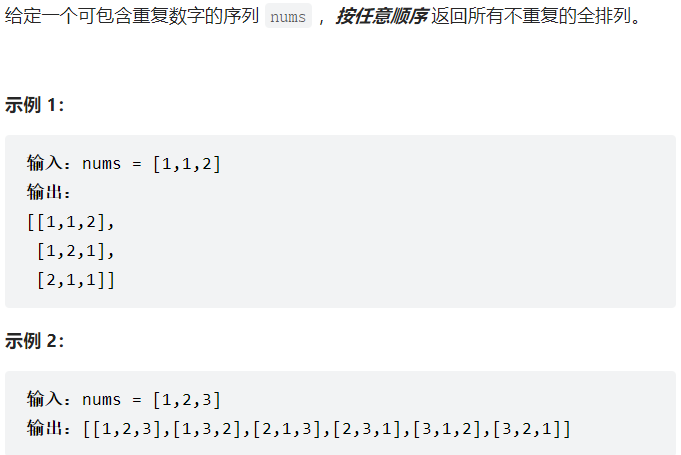 给定一个可包含重复数字的序列 nums ，按任意顺序 返回所有不重复的全排列。
示例 1：
输入：nums = [1,1,2]
输出：
[[1,1,2],
[1,2,1],
[2,1,1]]
示例 2：
输入：nums = [1,2,3]
输出：[[1,2,3],[1,3,2],[2,1,3],[2,3,1],[3,1,2],[3,2,1]]